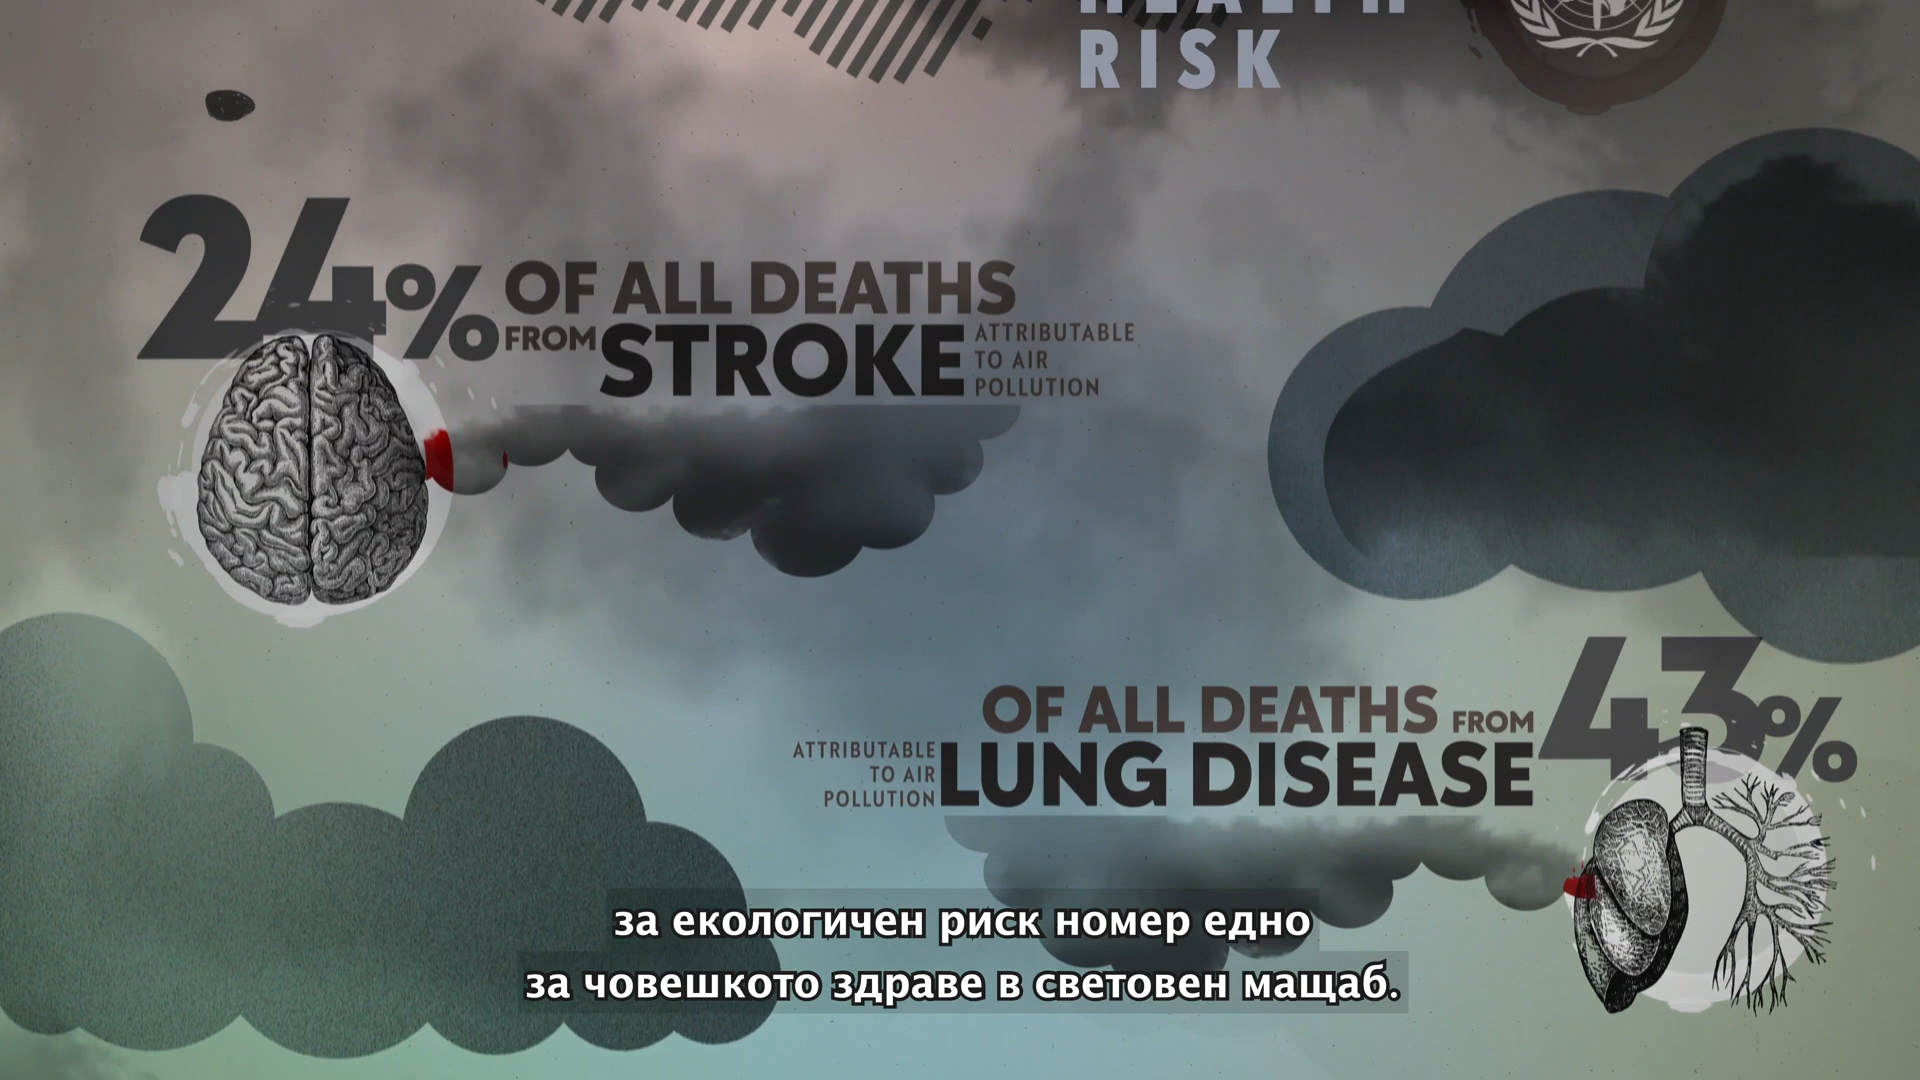 HEALTH
RISK
24% OF ALL DEATHS
FROM STROKE
ATTRIBUTABLE
TO AIR
POLLUTION
43%
OF ALL DEATHS FROM
LUNG DISEASE
ATTRIBUTABLE
TO AIR
POLLUTION
за екологичен риск номер едно
за човешкото здраве в световен мащаб.